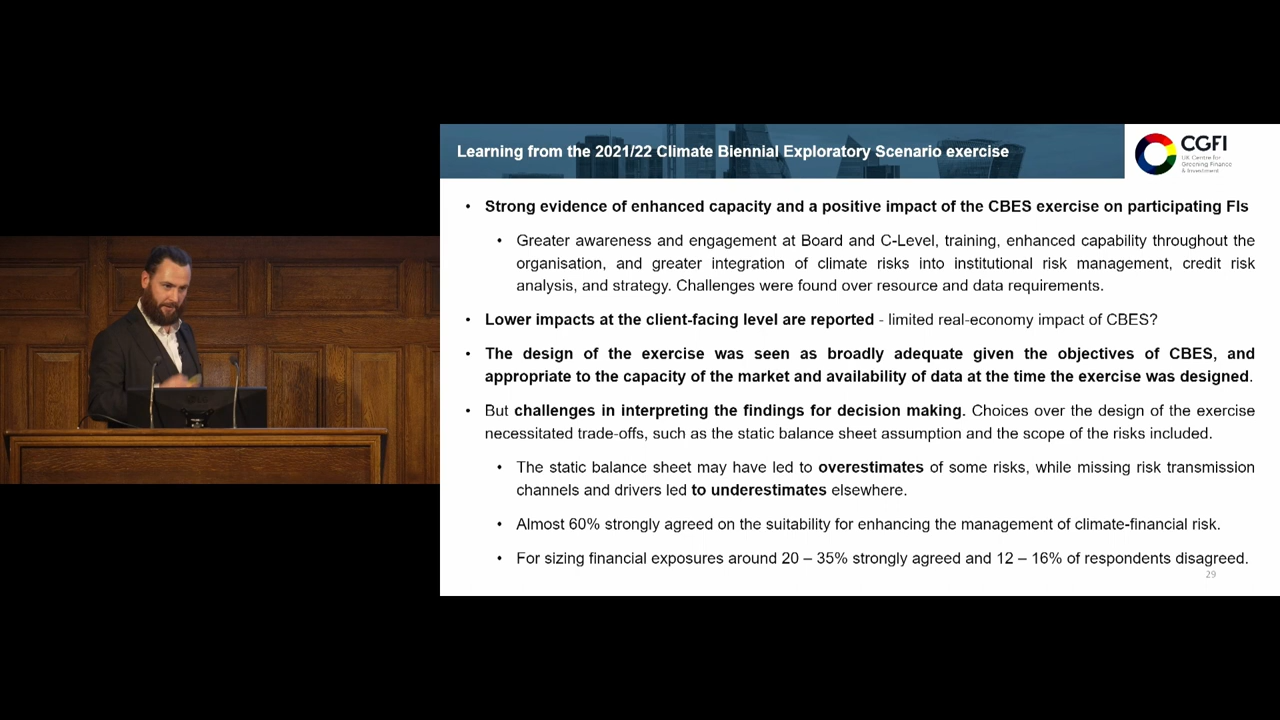 Learning from the 2021/22 Climate Biennial Exploratory Scenario exercise
CGFI
UK Centre for
Greening Finance
& Investment
• Strong evidence of enhanced capacity and a positive impact of the CBES exercise on participating FIs
• Greater awareness and engagement at Board and C-Level, training, enhanced capability throughout the
organisation, and greater integration of climate risks into institutional risk management, credit risk
analysis, and strategy. Challenges were found over resource and data requirements.
• Lower impacts at the client-facing level are reported - limited real-economy impact of CBES?
• The design of the exercise was seen as broadly adequate given the objectives of CBES, and
appropriate to the capacity of the market and availability of data at the time the exercise was designed.
• But challenges in interpreting the findings for decision making. Choices over the design of the exercise
necessitated trade-offs, such as the static balance sheet assumption and the scope of the risks included.
• The static balance sheet may have led to overestimates of some risks, while missing risk transmission
channels and drivers led to underestimates elsewhere.
• Almost 60% strongly agreed on the suitability for enhancing the management of climate-financial risk.
• For sizing financial exposures around 20 – 35% strongly agreed and 12 – 16% of respondents disagreed.
29